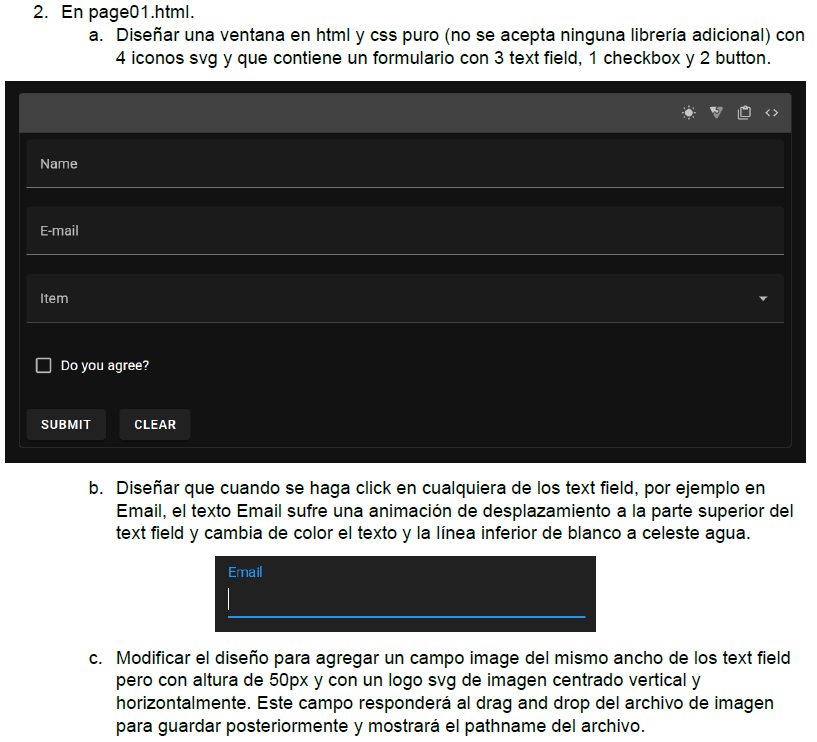 2. En page01.html.
a. Diseñar una ventana en html y css puro (no se acepta ninguna librería adicional) con
4 iconos svg y que contiene un formulario con 3 text field, 1 checkbox y 2 button.
Name
E-mail
Item
Do you agree?
SUBMIT CLEAR
b. Diseñar que cuando se haga click en cualquiera de los text field, por ejemplo en
Email, el texto Email sufre una animación de desplazamiento a la parte superior del
text field y cambia de color el texto y la línea inferior de blanco a celeste agua.
Email
c. Modificar el diseño para agregar un campo image del mismo ancho de los text field
pero con altura de 50px y con un logo svg de imagen centrado vertical y
horizontalmente. Este campo responderá al drag and drop del archivo de imagen
para guardar posteriormente y mostrará el pathname del archivo.